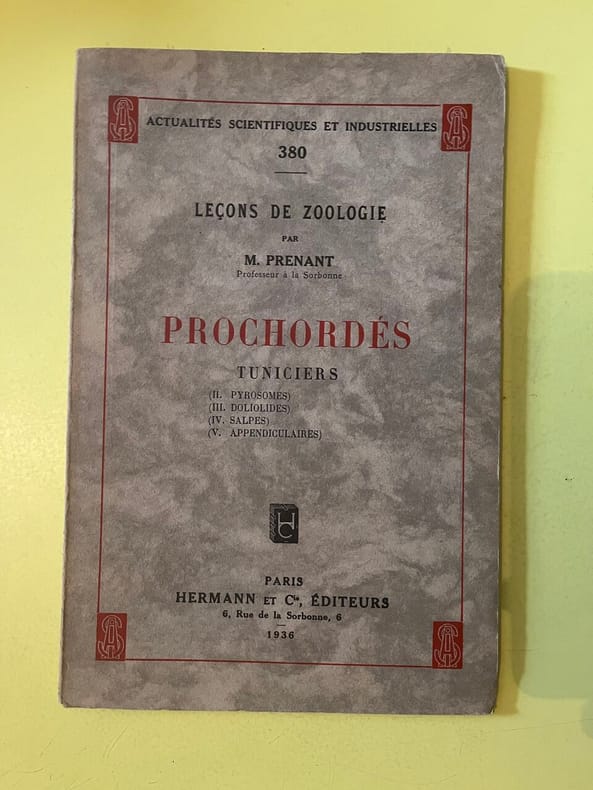 ACTUALITÉS SCIENTIFIQUES ET INDUSTRIELLES
380
LEÇONS DE ZOOLOGIE
PAR
M. PRENANT
Professeur à la Sorbonne
PROCHORDÉS
TUNICIERS
(II. PYROSOMES)
(III. DOLIOLIDES)
(IV. SALPES)
(V. APPENDICULAIRES)
HC
PARIS
HERMANN ET Cie, ÉDITEURS
6, Rue de la Sorbonne, 6
1936